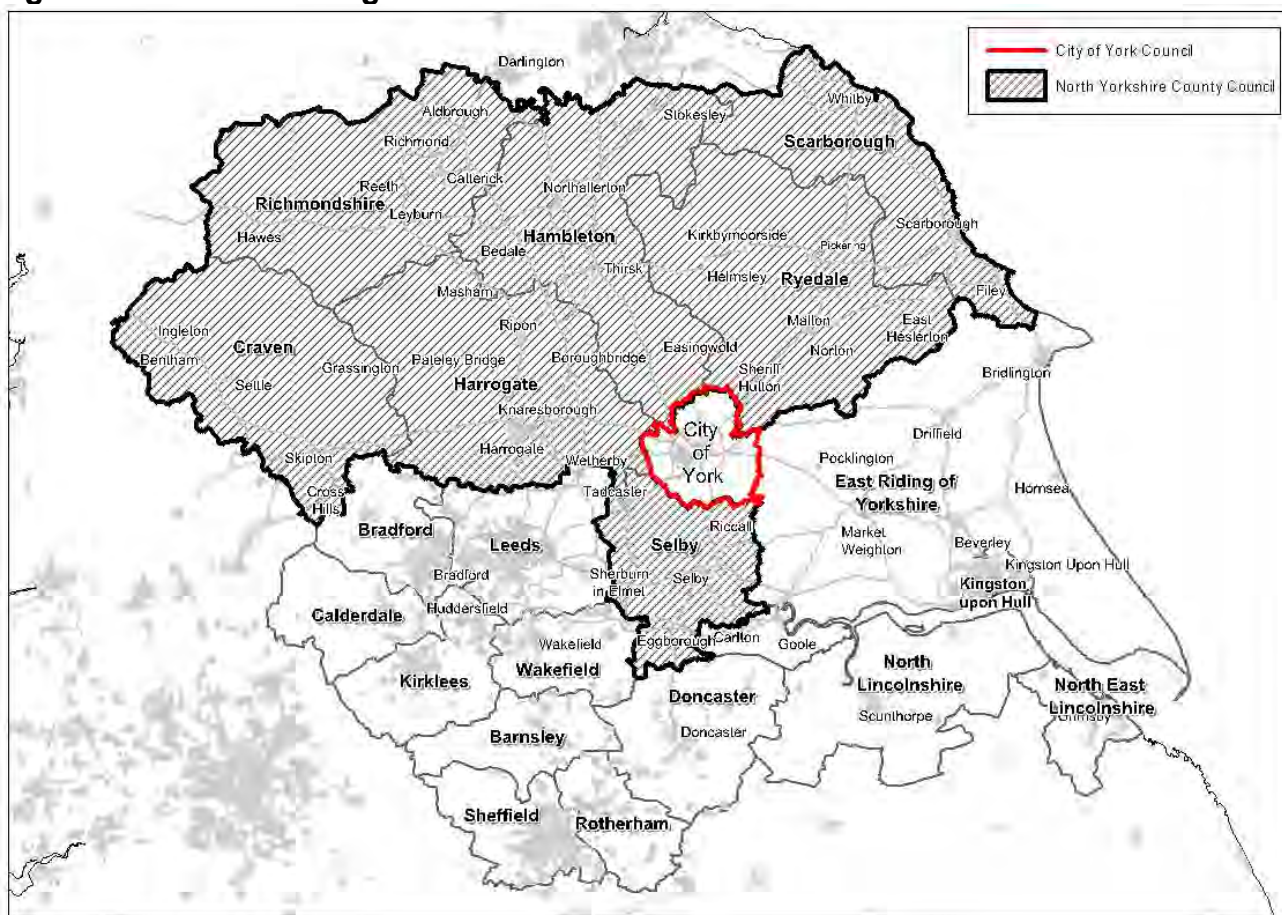 City of York Council
North Yorkshire County Council
Darlington
Aldbrough
Stokesley
Whitby
Scarborough
Richmond
Catterick
Reeth
Northallerton
Richmondshire
Leyburn
Hambleton
Kirkbymoorside
Pickering
Scarborough
Hawes
Bedale
Thirsk
Helmsley
Ryedale
Filey
Masham
Malton
East
Heslerton
Ingleton
Ripon
Bentham
Craven
Grassington
Pateley Bridge
Boroughbridge
Easingwold
Norton
Settle
Harrogate
Sheriff
Hutton
Bridlington
Knaresborough
City
of
York
Driffield
Harrogate
Skipton
Wetherby
Pocklington
Cross
Hills
Tadcaster
East Riding of
Yorkshire
Hornsea
Bradford
Leeds
Riccall
Selby
Market
Weighton
Beverley
Bradford
Sherburn
in Elmet
Selby
Kingston Upon Hull
Kingston
upon Hull
Calderdale
Huddersfield
Wakefield
Wakefield
Eggborough
Carlton
Goole
Kirklees
Doncaster
North
Lincolnshire
North East
Lincolnshire
Grimsby
Scunthorpe
Barnsley
Doncaster
Sheffield
Rotherham